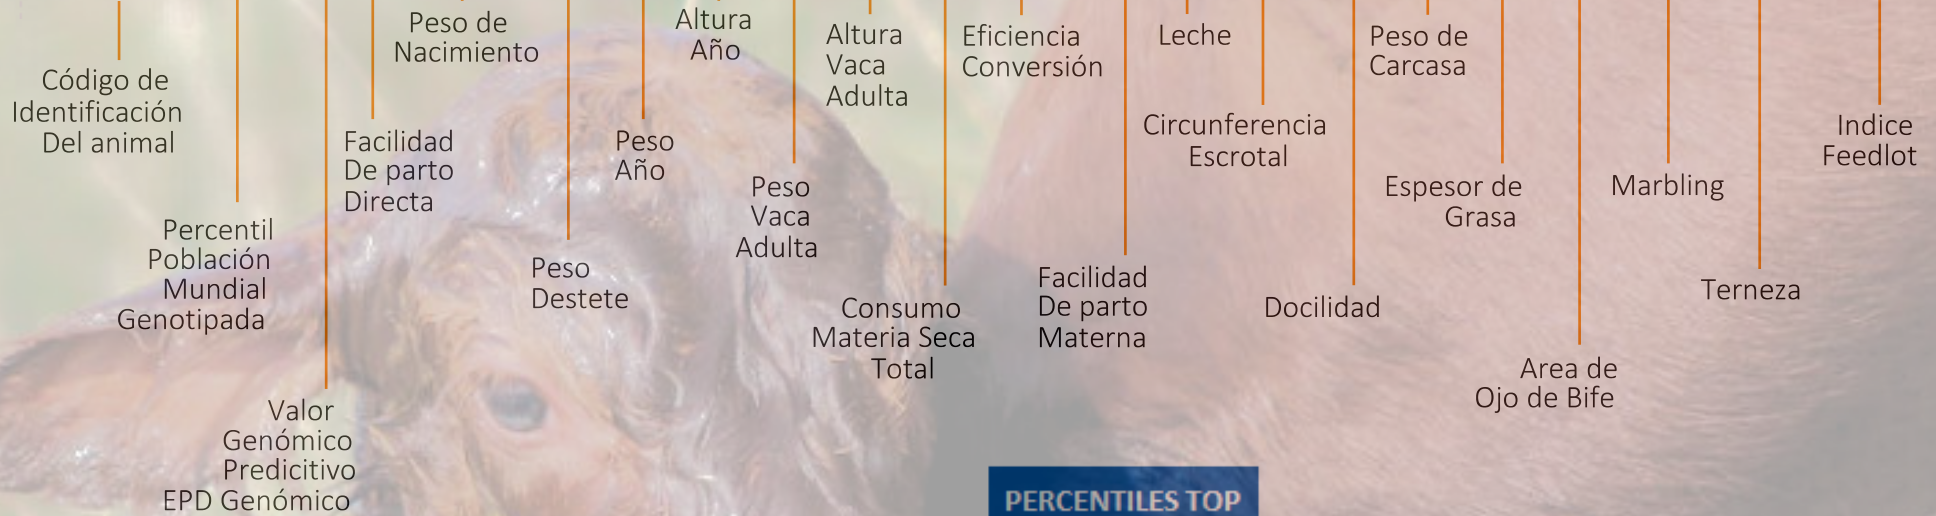 Código de
Identificación
Del animal
Percentil
Población
Mundial
Genotipada
Valor
Genómico
Predicitivo
EPD Genómico
Facilidad
De parto
Directa
Peso de
Nacimiento
Peso
Destete
Peso
Año
Altura
Año
Peso
Vaca
Adulta
Altura
Vaca
Adulta
Consumo
Materia Seca
Total
Eficiencia
Conversión
Facilidad
De parto
Materna
Leche
Circunferencia
Escrotal
Docilidad
Peso de
Carcasa
Espesor de
Grasa
Area de
Ojo de Bife
Marbling
Terneza
Indice
Feedlot
PERCENTILES TOP